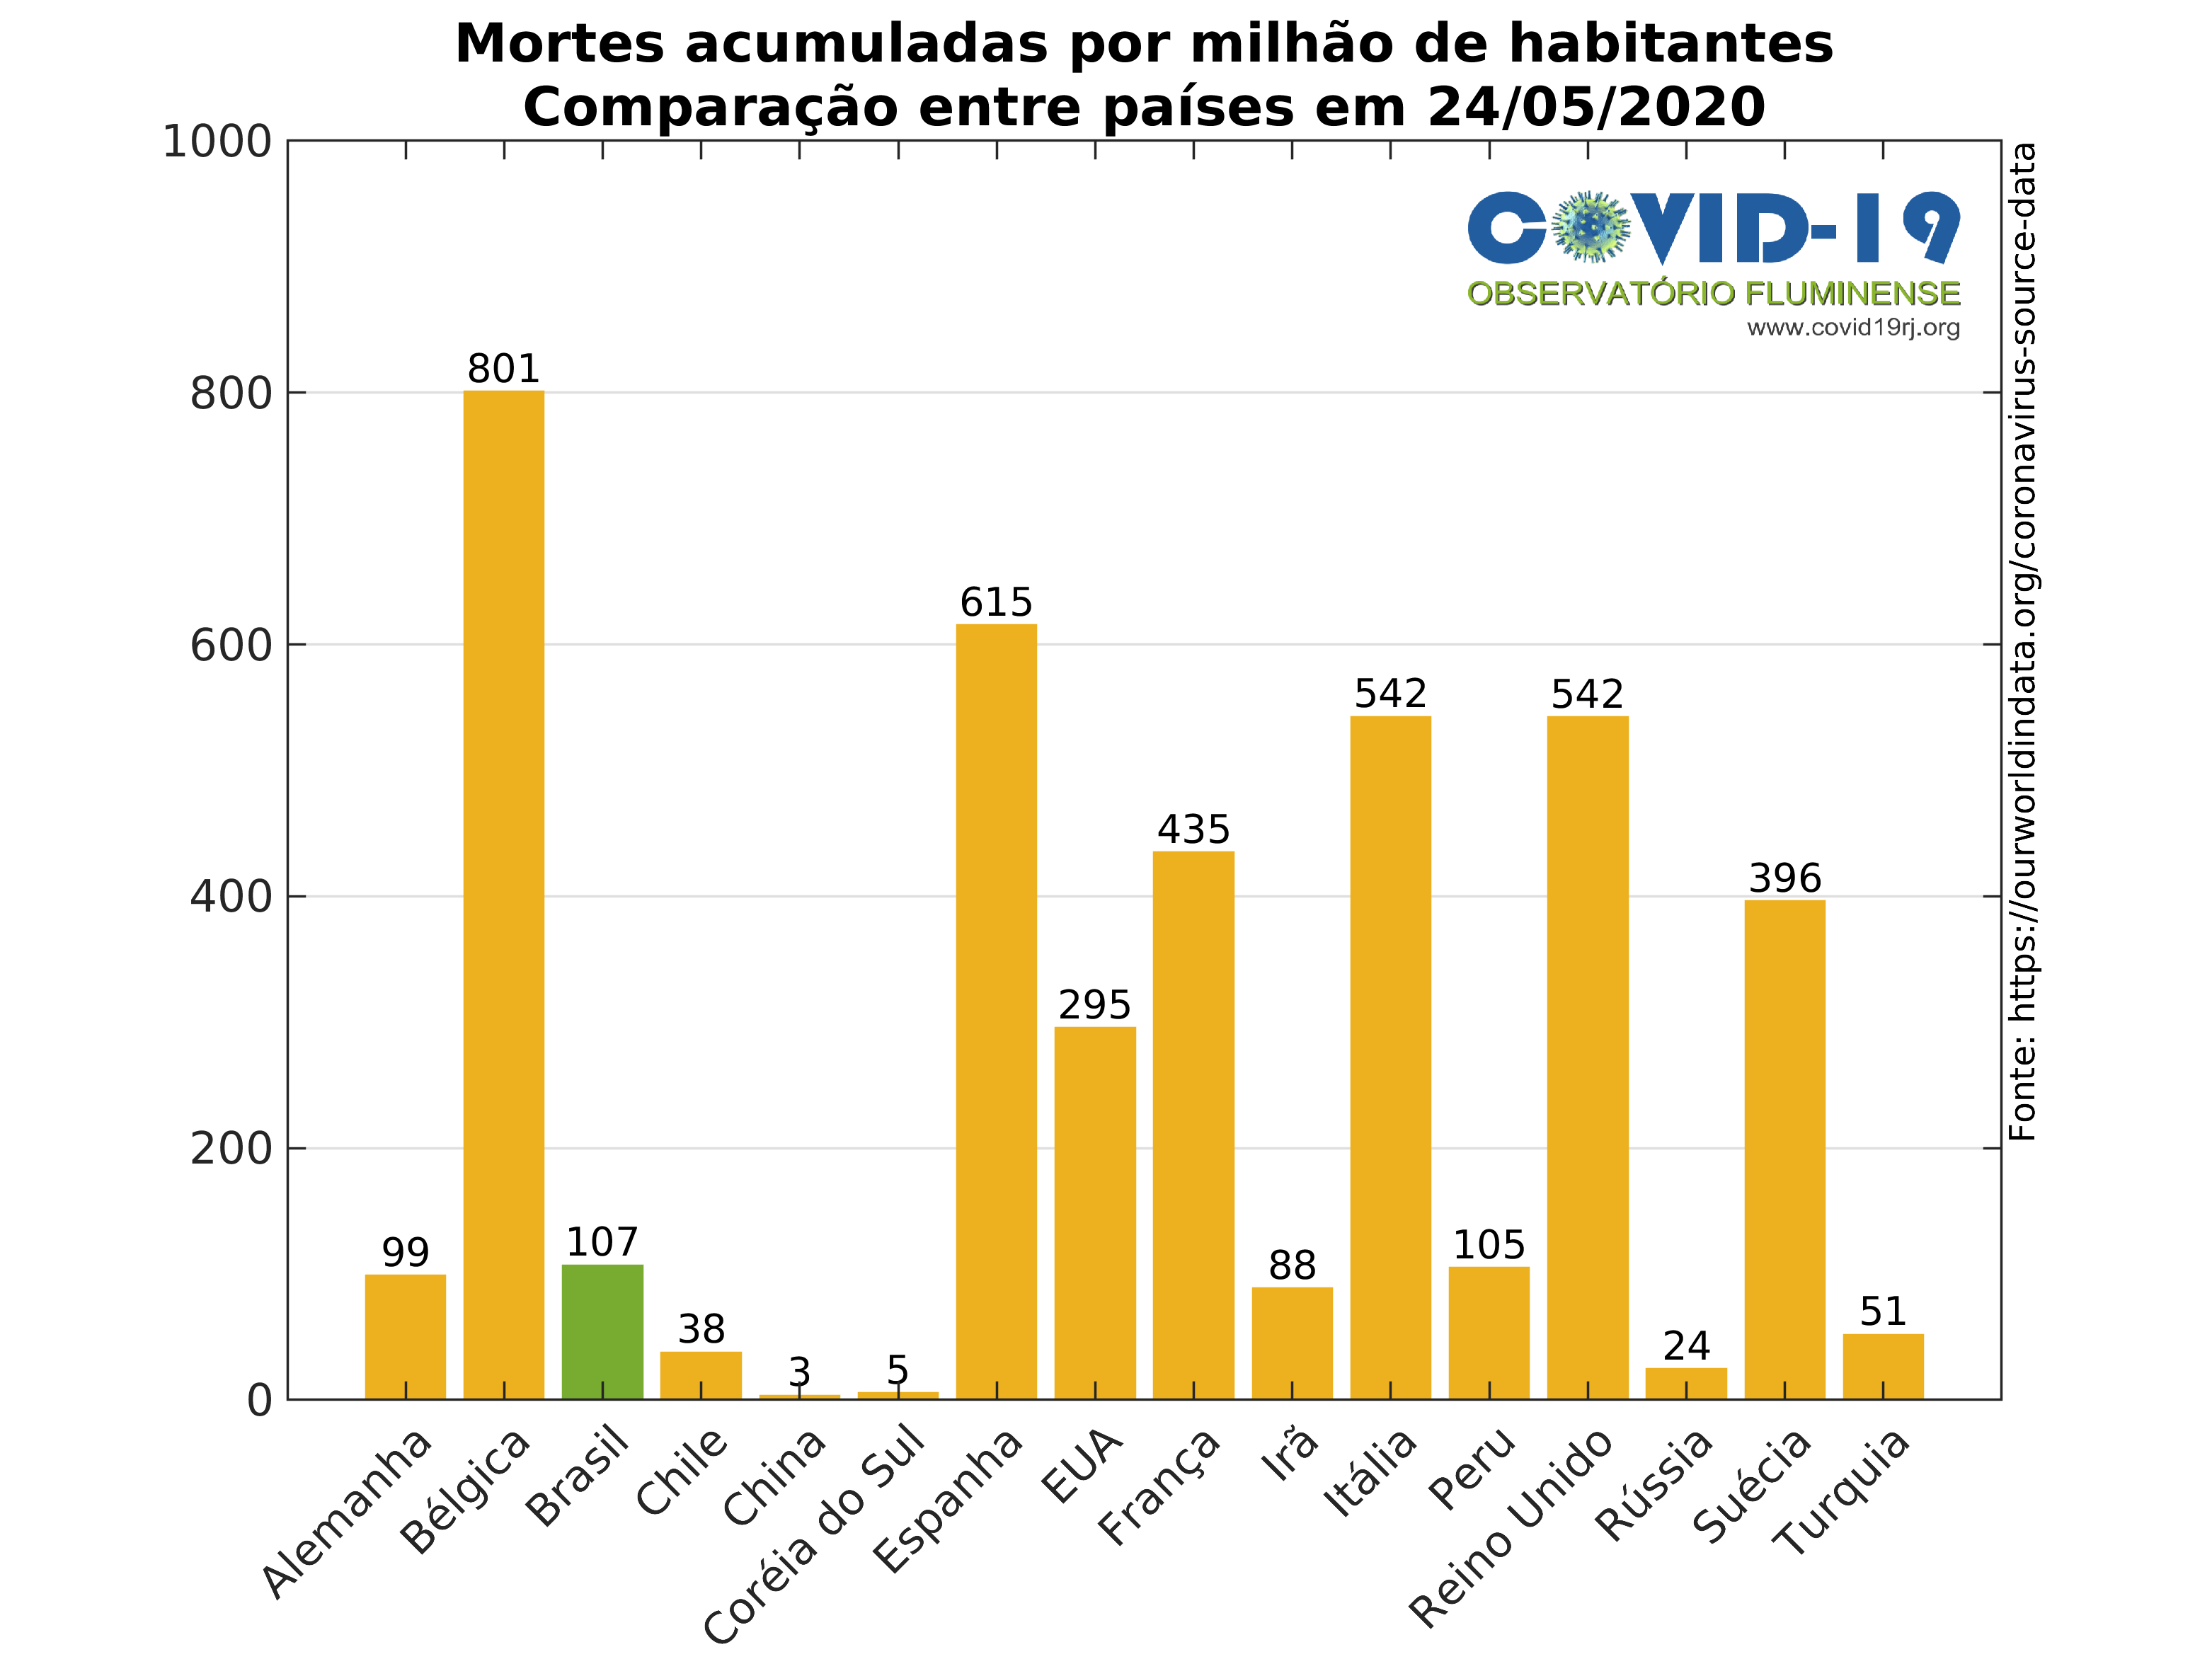 Mortes acumuladas por milhão de habitantes
Comparação entre países em 24/05/2020
1000
800
600
400
200
0
COVID-19
OBSERVATÓRIO FLUMINENSE
www.covid19rj.org
99
801
107
38
3
5
615
295
435
88
542
105
542
24
396
51
Alemanha
Bélgica
Brasil
Chile
China
Coréia do Sul
Espanha
EUA
França
Irã
Itália
Peru
Reino Unido
Rússia
Suécia
Turquia
Fonte: https://ourworldindata.org/coronavirus-source-data